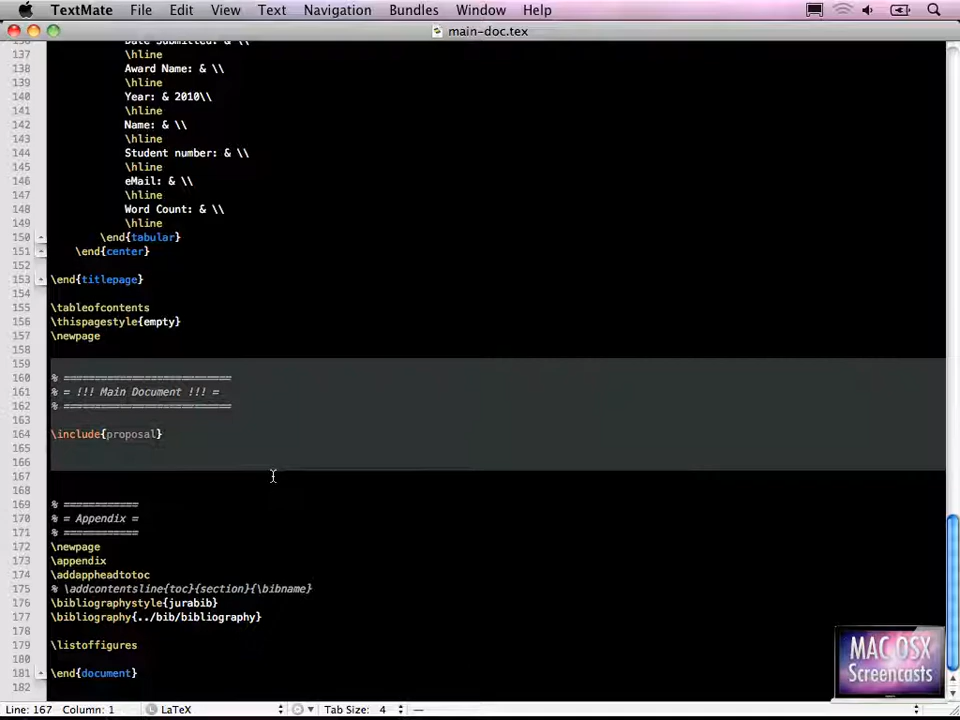 TextMate File Edit View Text Navigation Bundles Window Help
main-doc.tex
136 Date Submitted: & \\
137 \hline
138 Award Name: & \\
139 \hline
140 Year: & 2010\\
141 \hline
142 Name: & \\
143 \hline
144 Student number: & \\
145 \hline
146 eMail: & \\
147 \hline
148 Word Count: & \\
149 \hline
150 \end{tabular}
151 \end{center}
152
153 \end{titlepage}
154
155 \tableofcontents
156 \thispagestyle{empty}
157 \newpage
158
159
160 % ===========================
161 % = !!! Main Document !!! =
162 % ===========================
163
164 \include{proposal}
165
166
167
168
169 % ============
170 % = Appendix =
171 % ============
172 \newpage
173 \appendix
174 \addappheadtotoc
175 % \addcontentsline{toc}{section}{\bibname}
176 \bibliographystyle{jurabib}
177 \bibliography{../bib/bibliography}
178
179 \listoffigures
180
181 \end{document}
182
MAC OSX
Screencasts
Line: 167 Column: 1 LaTeX Tab Size: 4 —